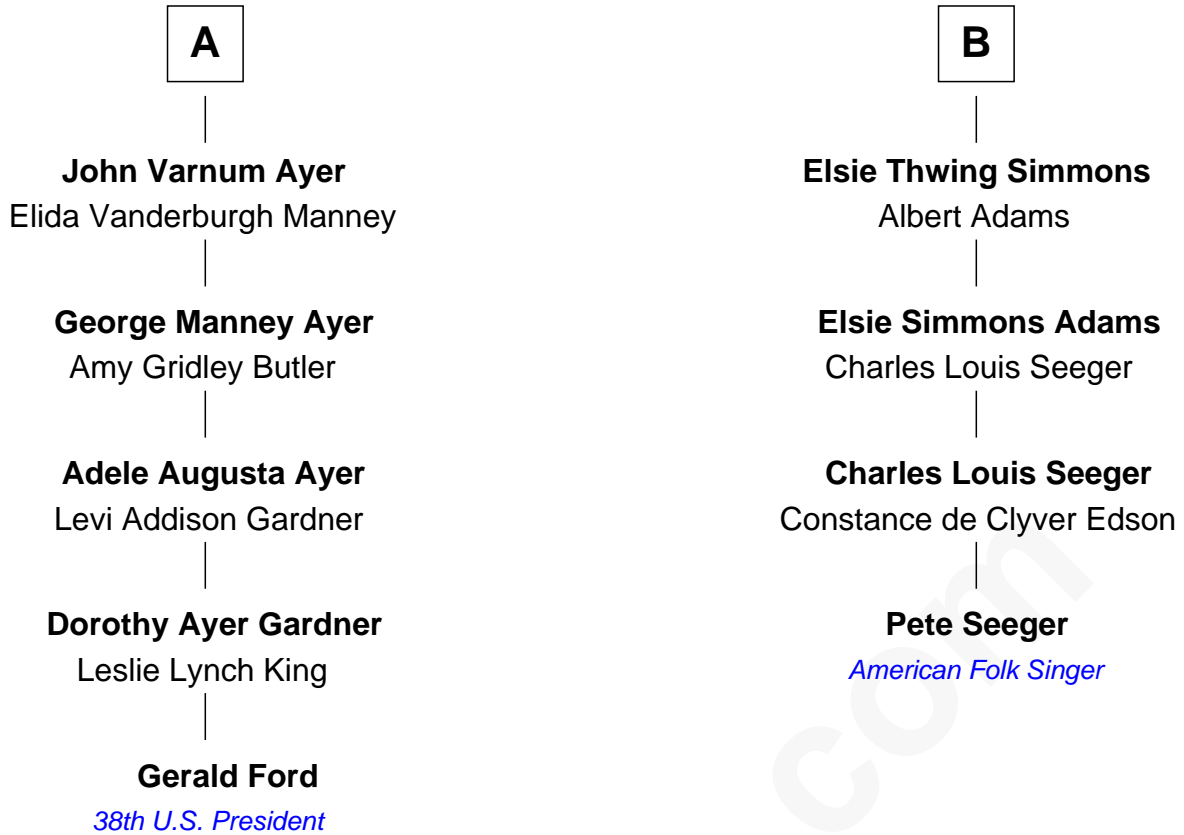 A
John Varnum Ayer
Elida Vanderburgh Manney
George Manney Ayer
Amy Gridley Butler
Adele Augusta Ayer
Levi Addison Gardner
Dorothy Ayer Gardner
Leslie Lynch King
Gerald Ford
38th U.S. President
B
Elsie Thwing Simmons
Albert Adams
Elsie Simmons Adams
Charles Louis Seeger
Charles Louis Seeger
Constance de Clyver Edson
Pete Seeger
American Folk Singer
com